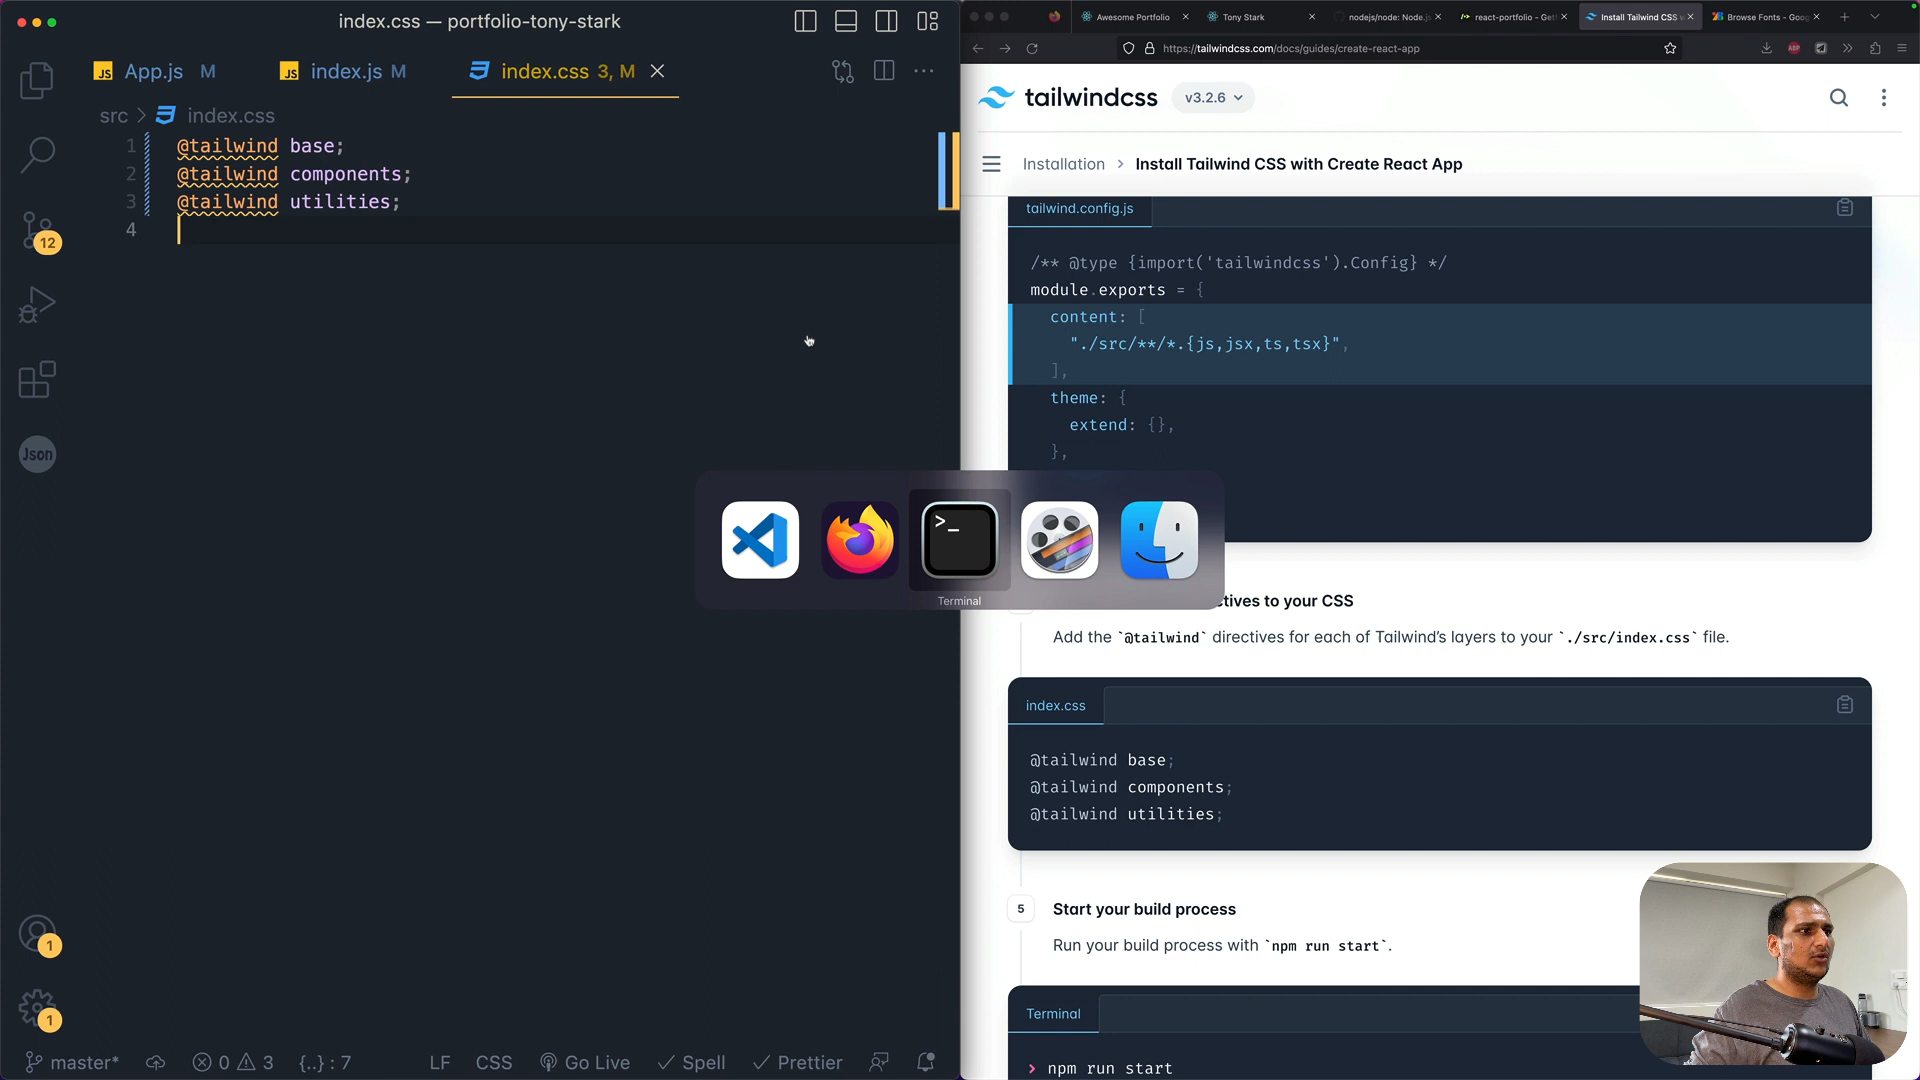 index.css — portfolio-tony-stark
App.js M
index.js M
index.css 3, M
src > index.css
1 @tailwind base;
2 @tailwind components;
3 @tailwind utilities;
4
12
Json
1
1
master*
0 3
{..} : 7
LF
CSS
Go Live
Spell
Prettier
Awesome Portfolio
Tony Stark
nodejs/node: Node.j
react-portfolio - Get
Install Tailwind CSS w
Browse Fonts - Goog
https://tailwindcss.com/docs/guides/create-react-app
ABP
tailwindcss
v3.2.6
Installation > Install Tailwind CSS with Create React App
tailwind.config.js
/** @type {import('tailwindcss').Config} */
module.exports = {
content: [
"./src/**/*.{js,jsx,ts,tsx}",
],
theme: {
extend: {},
},
>_
Terminal
tives to your CSS
Add the `@tailwind` directives for each of Tailwind’s layers to your `./src/index.css` file.
index.css
@tailwind base;
@tailwind components;
@tailwind utilities;
5 Start your build process
Run your build process with `npm run start`.
Terminal
> npm run start